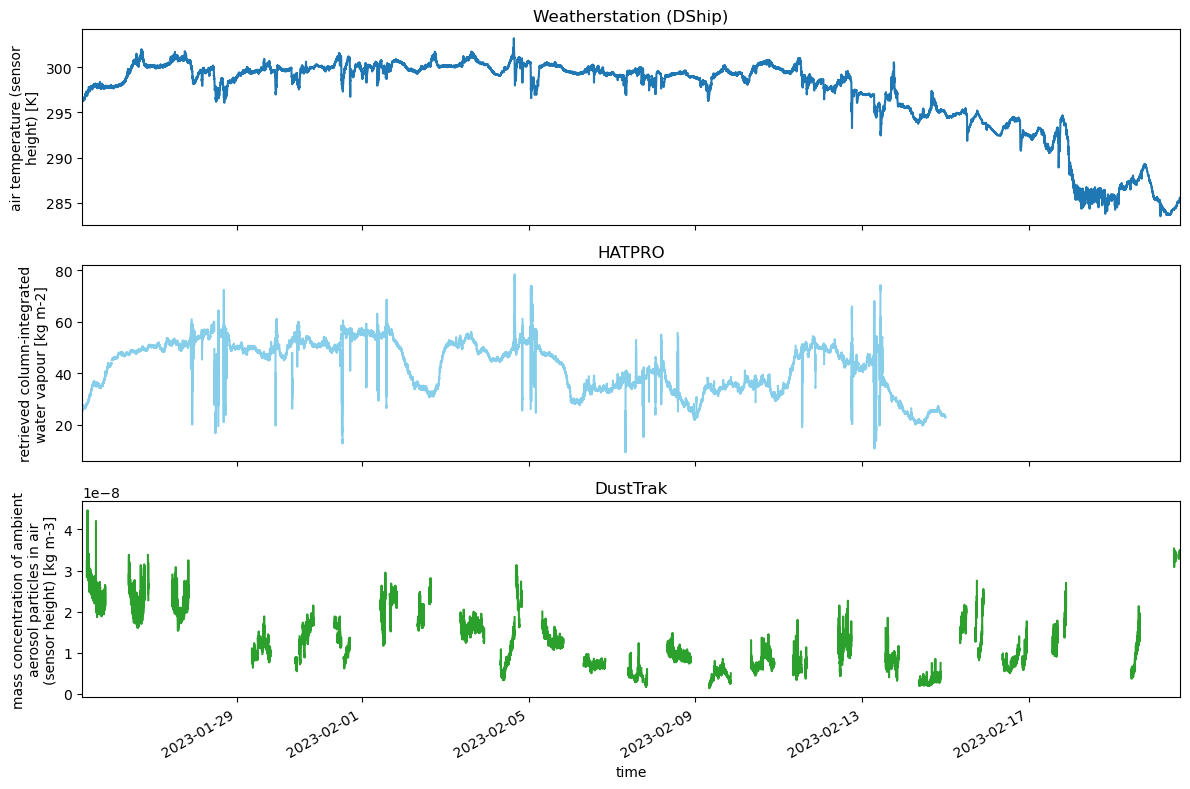 Weatherstation (DShip)
air temperature (sensor
height) [K]
300
295
290
285
HATPRO
retrieved column-integrated
water vapour [kg m-2]
80
60
40
20
DustTrak
1e−8
mass concentration of ambient
aerosol particles in air
(sensor height) [kg m-3]
4
3
2
1
0
2023-01-29
2023-02-01
2023-02-05
2023-02-09
2023-02-13
2023-02-17
time